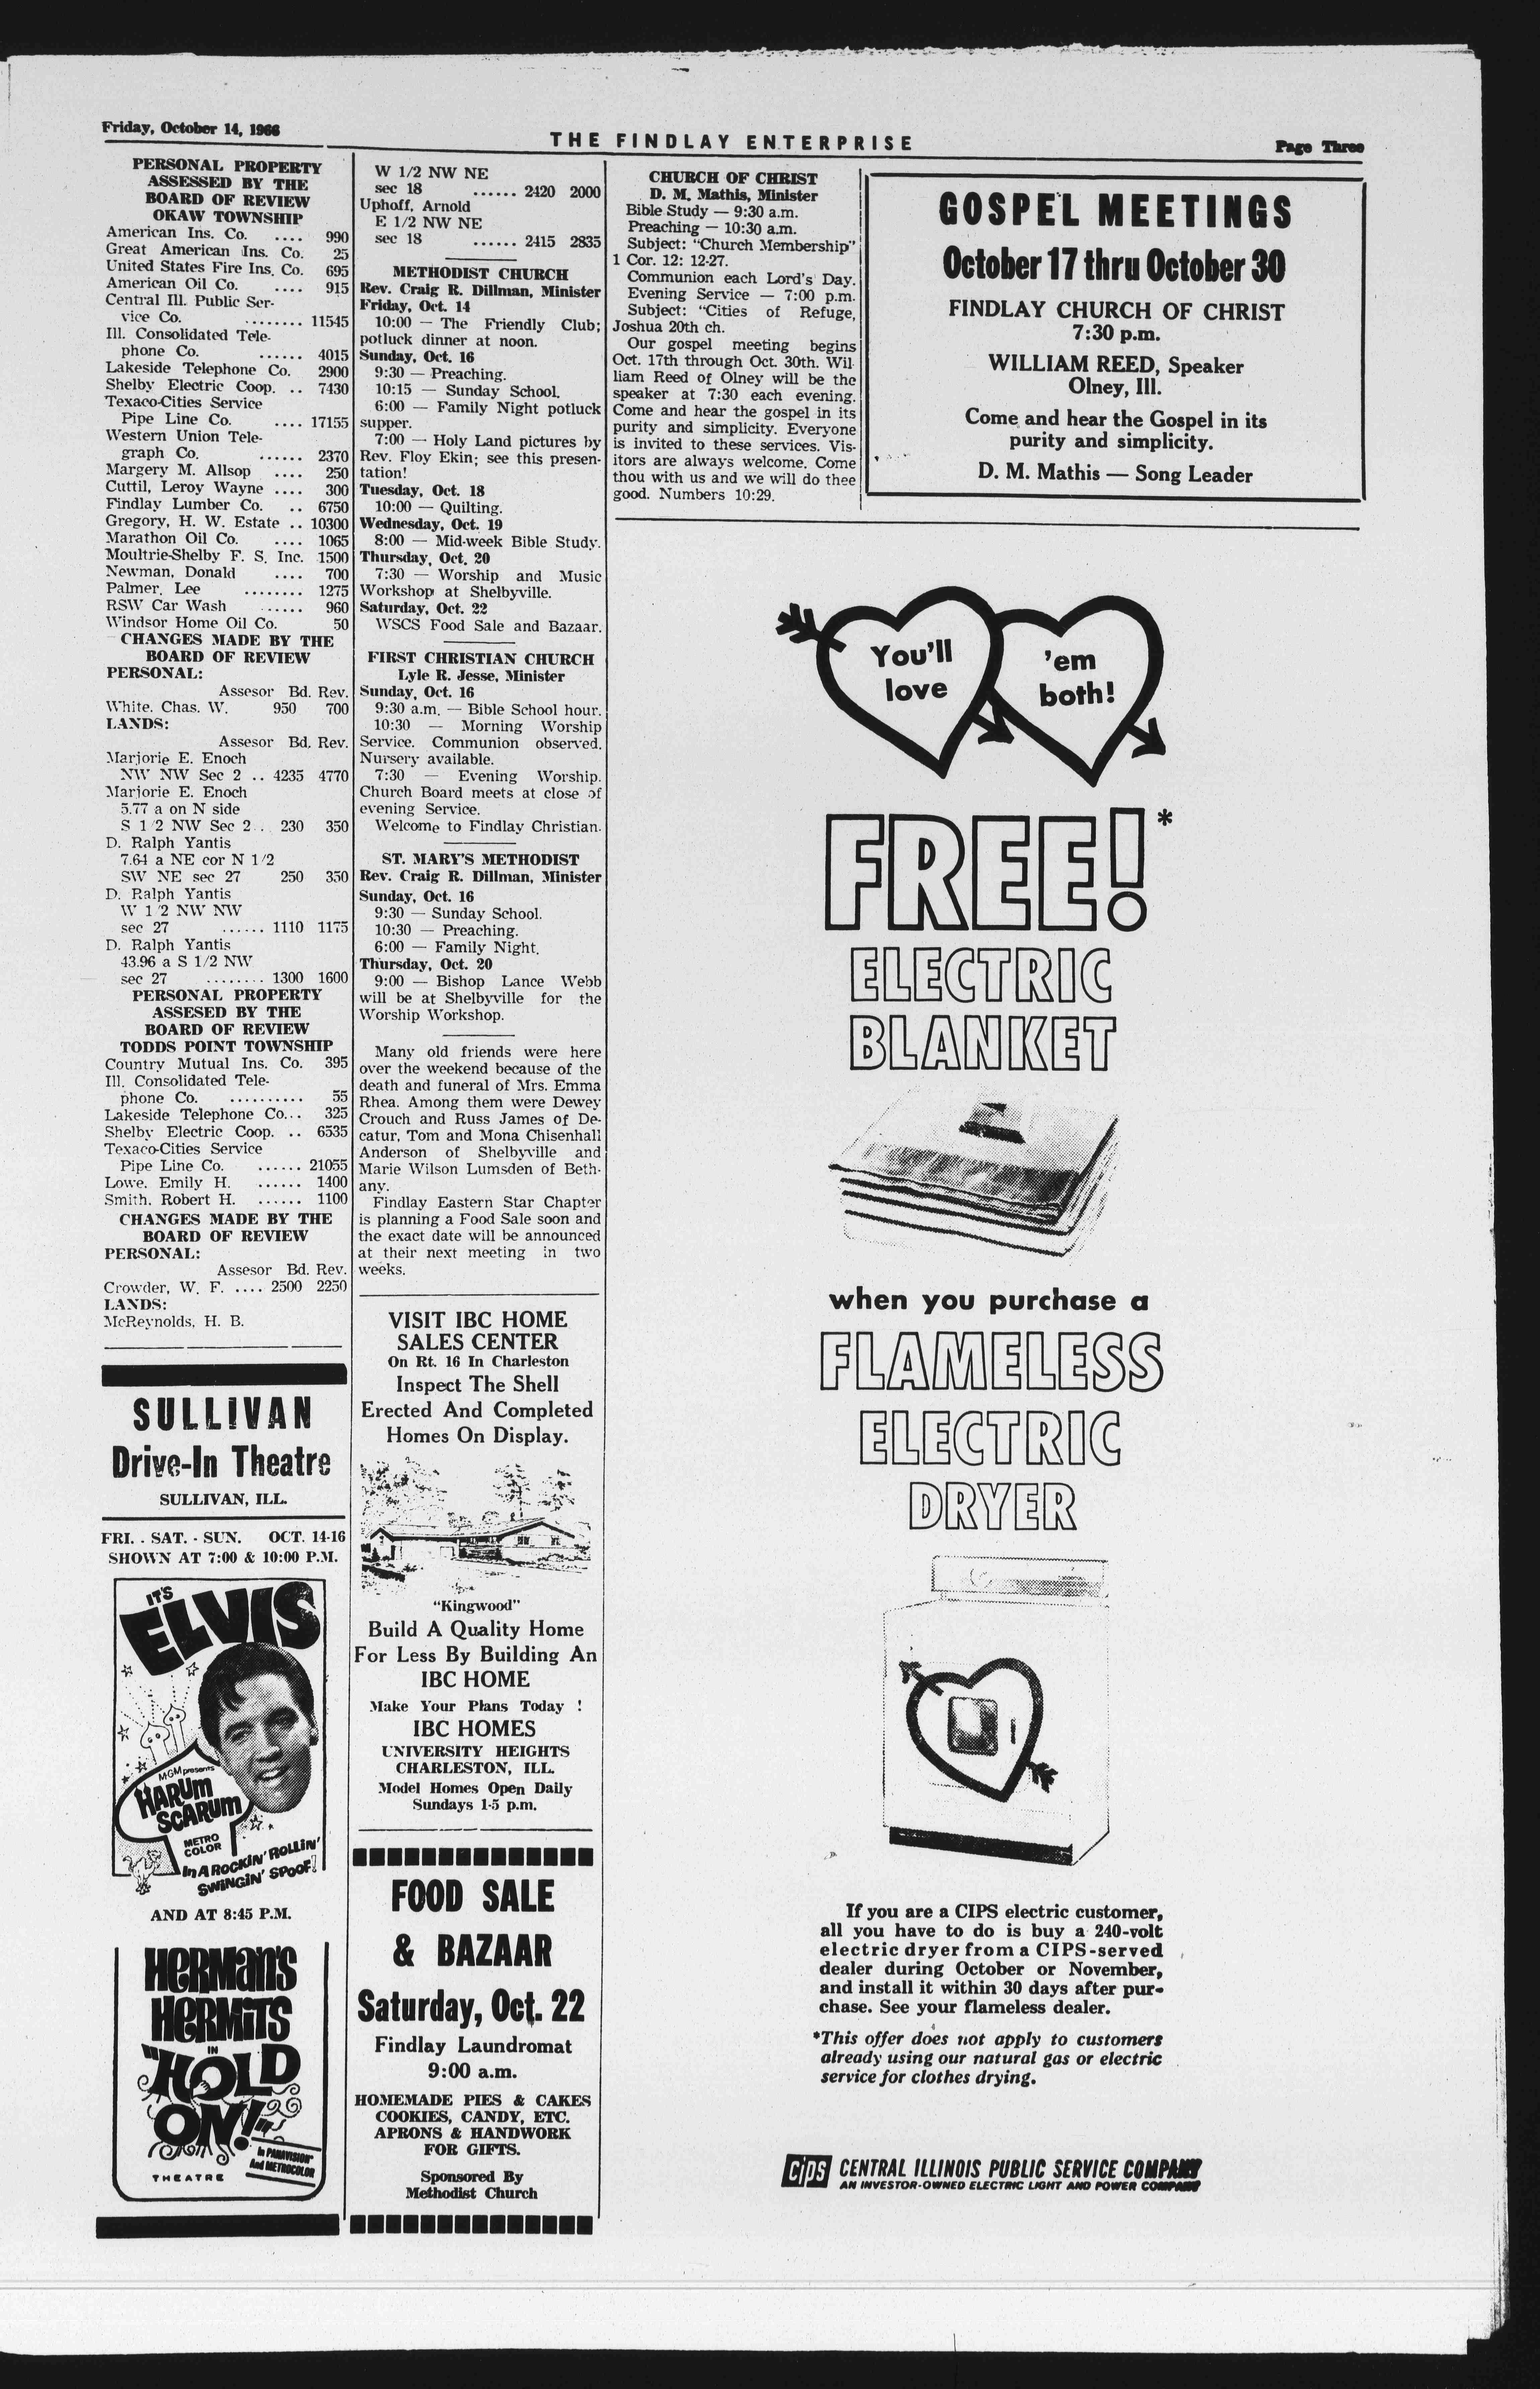 Friday, October 14, 1966
THE FINDLAY ENTERPRISE
Page Three
PERSONAL PROPERTY
ASSESSED BY THE
BOARD OF REVIEW
OKAW TOWNSHIP
American Ins. Co. .... 990
Great American Ins. Co. 25
United States Fire Ins. Co. 695
American Oil Co. .... 915
Central Ill. Public Ser-
vice Co. ........ 11545
Ill. Consolidated Tele-
phone Co. ...... 4015
Lakeside Telephone Co. 2900
Shelby Electric Coop. .. 7430
Texaco-Cities Service
Pipe Line Co. .... 17155
Western Union Tele-
graph Co. ...... 2370
Margery M. Allsop .... 250
Cuttil, Leroy Wayne .... 300
Findlay Lumber Co. .. 6750
Gregory, H. W. Estate .. 10300
Marathon Oil Co. .... 1065
Moultrie-Shelby F. S. Inc. 1500
Newman, Donald .... 700
Palmer, Lee ........ 1275
RSW Car Wash ...... 960
Windsor Home Oil Co. 50
CHANGES MADE BY THE
BOARD OF REVIEW
PERSONAL:
Assesor Bd. Rev.
White, Chas. W. 950 700
LANDS:
Assesor Bd. Rev.
Marjorie E. Enoch
NW NW Sec 2 .. 4235 4770
Marjorie E. Enoch
5.77 a on N side
S 1/2 NW Sec 2.. 230 350
D. Ralph Yantis
7.64 a NE cor N 1/2
SW NE sec 27 250 350
D. Ralph Yantis
W 1/2 NW NW
sec 27 ...... 1110 1175
D. Ralph Yantis
43.96 a S 1/2 NW
sec 27 ........ 1300 1600
PERSONAL PROPERTY
ASSESED BY THE
BOARD OF REVIEW
TODDS POINT TOWNSHIP
Country Mutual Ins. Co. 395
Ill. Consolidated Tele-
phone Co. .......... 55
Lakeside Telephone Co... 325
Shelby Electric Coop. .. 6535
Texaco-Cities Service
Pipe Line Co. ...... 21055
Lowe, Emily H. ...... 1400
Smith, Robert H. ...... 1100
CHANGES MADE BY THE
BOARD OF REVIEW
PERSONAL:
Assesor Bd. Rev.
Crowder, W. F. .... 2500 2250
LANDS:
McReynolds, H. B.
SULLIVAN
Drive-In Theatre
SULLIVAN, ILL.
FRI. - SAT. - SUN. OCT. 14-16
SHOWN AT 7:00 & 10:00 P.M.
IT'S
ELVIS
MGM presents
HARUM
SCARUM
METRO
COLOR
In A ROCKIN' ROLLIN'
SWINGIN' SPOOF!
AND AT 8:45 P.M.
HERMAN'S
HERMITS
IN
"HOLD
ON!"
In PANAVISION
And METROCOLOR
THEATRE
W 1/2 NW NE
sec 18 ...... 2420 2000
Uphoff, Arnold
E 1/2 NW NE
sec 18 ...... 2415 2835
METHODIST CHURCH
Rev. Craig R. Dillman, Minister
Friday, Oct. 14
10:00 — The Friendly Club;
potluck dinner at noon.
Sunday, Oct. 16
9:30 — Preaching.
10:15 — Sunday School.
6:00 — Family Night potluck
supper.
7:00 — Holy Land pictures by
Rev. Floy Ekin; see this presen-
tation!
Tuesday, Oct. 18
10:00 — Quilting.
Wednesday, Oct. 19
8:00 — Mid-week Bible Study.
Thursday, Oct. 20
7:30 — Worship and Music
Workshop at Shelbyville.
Saturday, Oct. 22
WSCS Food Sale and Bazaar.
FIRST CHRISTIAN CHURCH
Lyle R. Jesse, Minister
Sunday, Oct. 16
9:30 a.m. — Bible School hour.
10:30 — Morning Worship
Service. Communion observed.
Nursery available.
7:30 — Evening Worship.
Church Board meets at close of
evening Service.
Welcome to Findlay Christian.
ST. MARY'S METHODIST
Rev. Craig R. Dillman, Minister
Sunday, Oct. 16
9:30 — Sunday School.
10:30 — Preaching.
6:00 — Family Night.
Thursday, Oct. 20
9:00 — Bishop Lance Webb
will be at Shelbyville for the
Worship Workshop.
Many old friends were here
over the weekend because of the
death and funeral of Mrs. Emma
Rhea. Among them were Dewey
Crouch and Russ James of De-
catur, Tom and Mona Chisenhall
Anderson of Shelbyville and
Marie Wilson Lumsden of Beth-
any.
Findlay Eastern Star Chapter
is planning a Food Sale soon and
the exact date will be announced
at their next meeting in two
weeks.
VISIT IBC HOME
SALES CENTER
On Rt. 16 In Charleston
Inspect The Shell
Erected And Completed
Homes On Display.
"Kingwood"
Build A Quality Home
For Less By Building An
IBC HOME
Make Your Plans Today !
IBC HOMES
UNIVERSITY HEIGHTS
CHARLESTON, ILL.
Model Homes Open Daily
Sundays 1-5 p.m.
FOOD SALE
& BAZAAR
Saturday, Oct. 22
Findlay Laundromat
9:00 a.m.
HOMEMADE PIES & CAKES
COOKIES, CANDY, ETC.
APRONS & HANDWORK
FOR GIFTS.
Sponsored By
Methodist Church
CHURCH OF CHRIST
D. M. Mathis, Minister
Bible Study — 9:30 a.m.
Preaching — 10:30 a.m.
Subject: "Church Membership"
1 Cor. 12: 12-27.
Communion each Lord's Day.
Evening Service — 7:00 p.m.
Subject: "Cities of Refuge,
Joshua 20th ch.
Our gospel meeting begins
Oct. 17th through Oct. 30th. Wil
liam Reed of Olney will be the
speaker at 7:30 each evening.
Come and hear the gospel in its
purity and simplicity. Everyone
is invited to these services. Vis-
itors are always welcome. Come
thou with us and we will do thee
good. Numbers 10:29.
GOSPEL MEETINGS
October 17 thru October 30
FINDLAY CHURCH OF CHRIST
7:30 p.m.
WILLIAM REED, Speaker
Olney, Ill.
Come and hear the Gospel in its
purity and simplicity.
D. M. Mathis — Song Leader
You'll
love
'em
both!
FREE!*
ELECTRIC
BLANKET
when you purchase a
FLAMELESS
ELECTRIC
DRYER
If you are a CIPS electric customer,
all you have to do is buy a 240-volt
electric dryer from a CIPS-served
dealer during October or November,
and install it within 30 days after pur-
chase. See your flameless dealer.
*This offer does not apply to customers
already using our natural gas or electric
service for clothes drying.
CIPS CENTRAL ILLINOIS PUBLIC SERVICE COMPANY
AN INVESTOR-OWNED ELECTRIC LIGHT AND POWER COMPANY